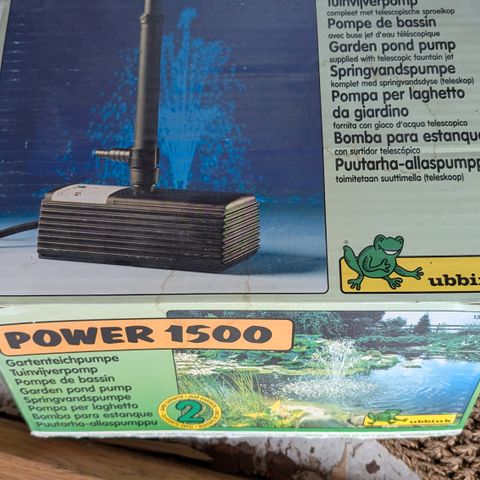 Tuinvijverpomp
compleet met telescopische sproeikop
Pompe de bassin
avec buse jet d'eau téléscopique
Garden pond pump
supplied with telescopic fountain jet
Springvandspumpe
komplet med springvandsdyse (teleskop)
Pompa per laghetto
da giardino
fornita con gioco d'acqua telescopico
Bomba para estanque
con surtidor telescópico
Puutarha-allaspumppu
toimitetaan suuttimella (teleskoop)
ubbink
POWER 1500
Gartenteichpumpe
Tuinvijverpomp
Pompe de bassin
Garden pond pump
Springvandspumpe
Pompa per laghetto
Bomba para estanque
Puutarha-allaspumppu
2
ubbink